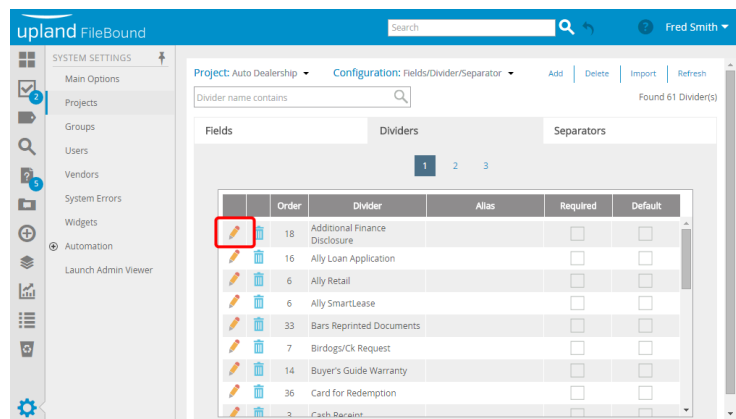 upland FileBound
Search
?
Fred Smith
SYSTEM SETTINGS
Main Options
Projects
Groups
Users
Vendors
System Errors
Widgets
Automation
Launch Admin Viewer
2
?
5
Project: Auto Dealership
Configuration: Fields/Divider/Separator
Add Delete Import Refresh
Divider name contains
Found 61 Divider(s)
Fields Dividers Separators
1 2 3
Order Divider Alias Required Default
18 Additional Finance
Disclosure
16 Ally Loan Application
6 Ally Retail
6 Ally SmartLease
33 Bars Reprinted Documents
7 Birdogs/Ck Request
14 Buyer's Guide Warranty
36 Card for Redemption
3 Cash Receipt